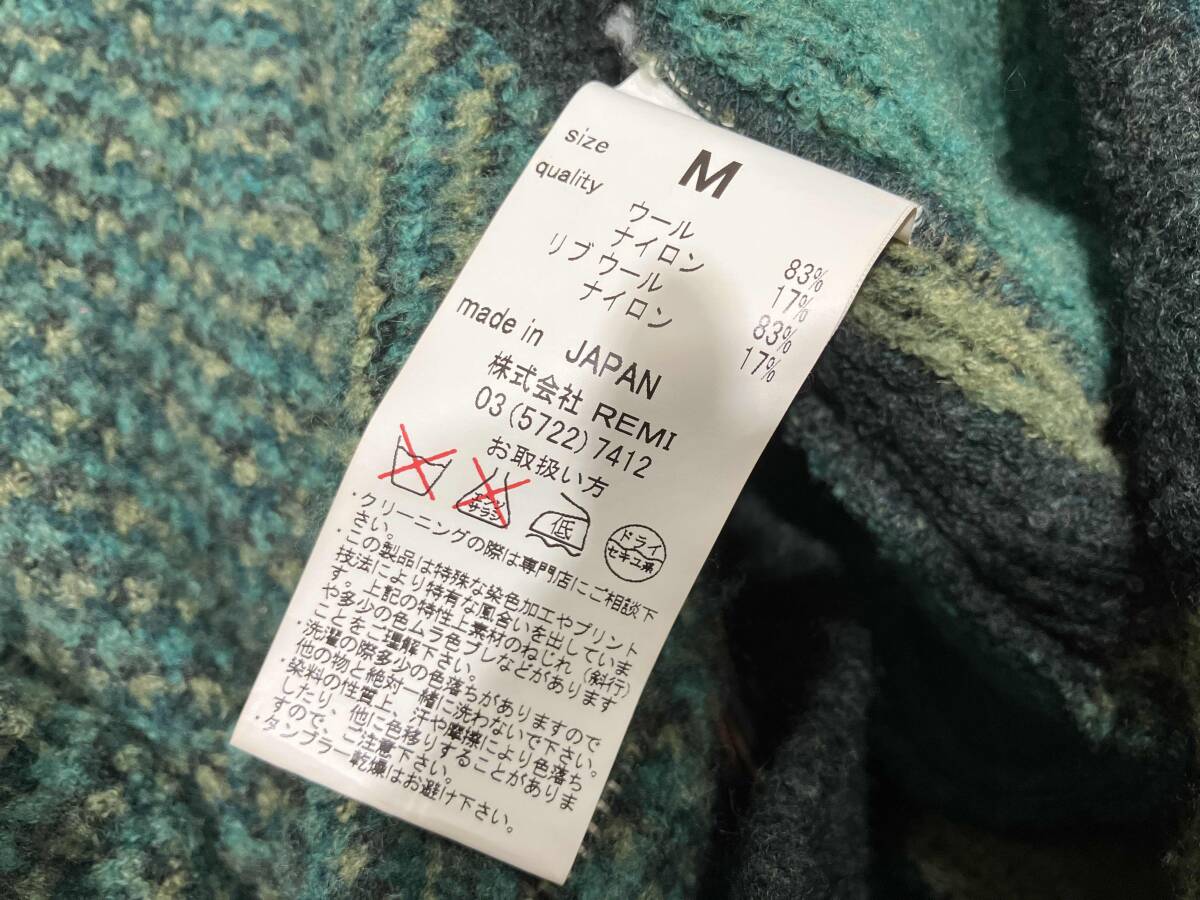 size M
quality
ウール 83%
ナイロン 17%
リブ ウール 83%
ナイロン 17%
made in JAPAN
株式会社 REMI
03(5722)7412
お取扱い方
エンソ
サラシ
低
ドライ
セキユ系
・クリーニングの際は専門店にご相談下
さい。
・この製品は特殊な染色加工やプリント
技法により特有な風合いを出していま
す。上記の特性上素材のねじれ（斜行）
や多少の色ムラ色ブレなどがあります
ことをご理解下さい。
・洗濯の際多少の色落ちがありますので
他の物と絶対一緒に洗わないで下さい。
・染料の性質上、汗や摩擦により色落ち
したり、他に色移りすることがありま
すので、ご注意下さい。
・タンブラー乾燥はお避け下さい。